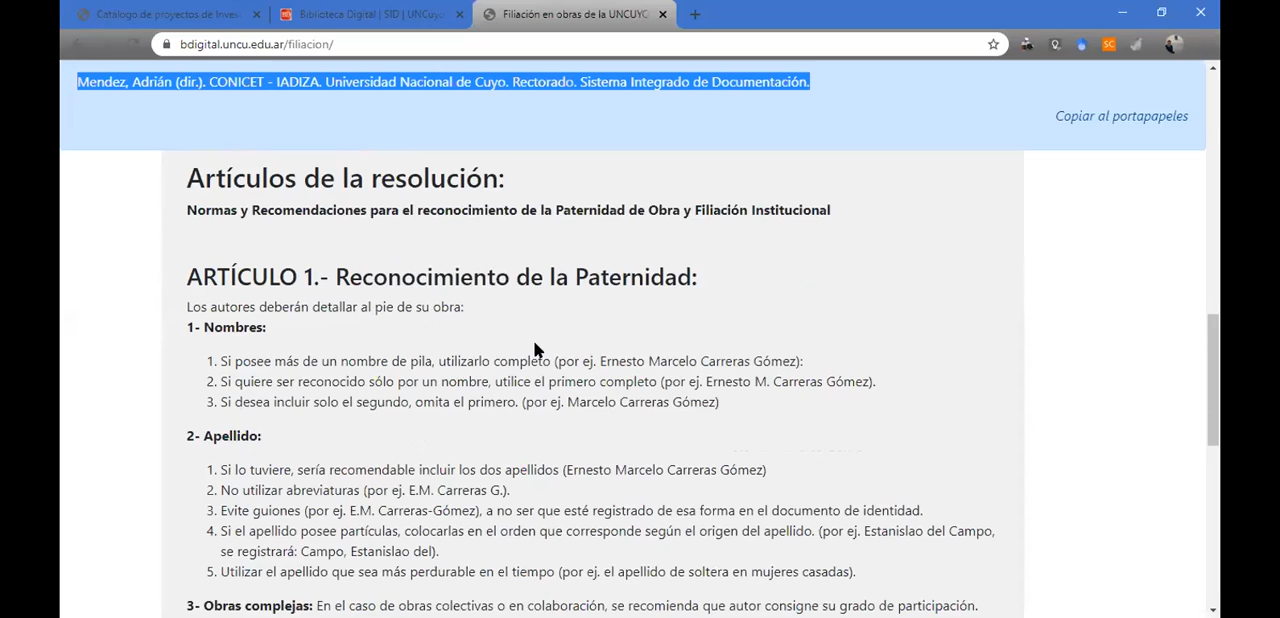 Catálogo de proyectos de Inves
Biblioteca Digital | SID | UNCuyo
Filiación en obras de la UNCUYO
bdigital.uncu.edu.ar/filiacion/
SC
Mendez, Adrián (dir.). CONICET - IADIZA. Universidad Nacional de Cuyo. Rectorado. Sistema Integrado de Documentación.
Copiar al portapapeles
Artículos de la resolución:
Normas y Recomendaciones para el reconocimiento de la Paternidad de Obra y Filiación Institucional
ARTÍCULO 1.- Reconocimiento de la Paternidad:
Los autores deberán detallar al pie de su obra:
1- Nombres:
1. Si posee más de un nombre de pila, utilizarlo completo (por ej. Ernesto Marcelo Carreras Gómez):
2. Si quiere ser reconocido sólo por un nombre, utilice el primero completo (por ej. Ernesto M. Carreras Gómez).
3. Si desea incluir solo el segundo, omita el primero. (por ej. Marcelo Carreras Gómez)
2- Apellido:
1. Si lo tuviere, sería recomendable incluir los dos apellidos (Ernesto Marcelo Carreras Gómez)
2. No utilizar abreviaturas (por ej. E.M. Carreras G.).
3. Evite guiones (por ej. E.M. Carreras-Gómez), a no ser que esté registrado de esa forma en el documento de identidad.
4. Si el apellido posee partículas, colocarlas en el orden que corresponde según el origen del apellido. (por ej. Estanislao del Campo,
se registrará: Campo, Estanislao del).
5. Utilizar el apellido que sea más perdurable en el tiempo (por ej. el apellido de soltera en mujeres casadas).
3- Obras complejas: En el caso de obras colectivas o en colaboración, se recomienda que autor consigne su grado de participación.